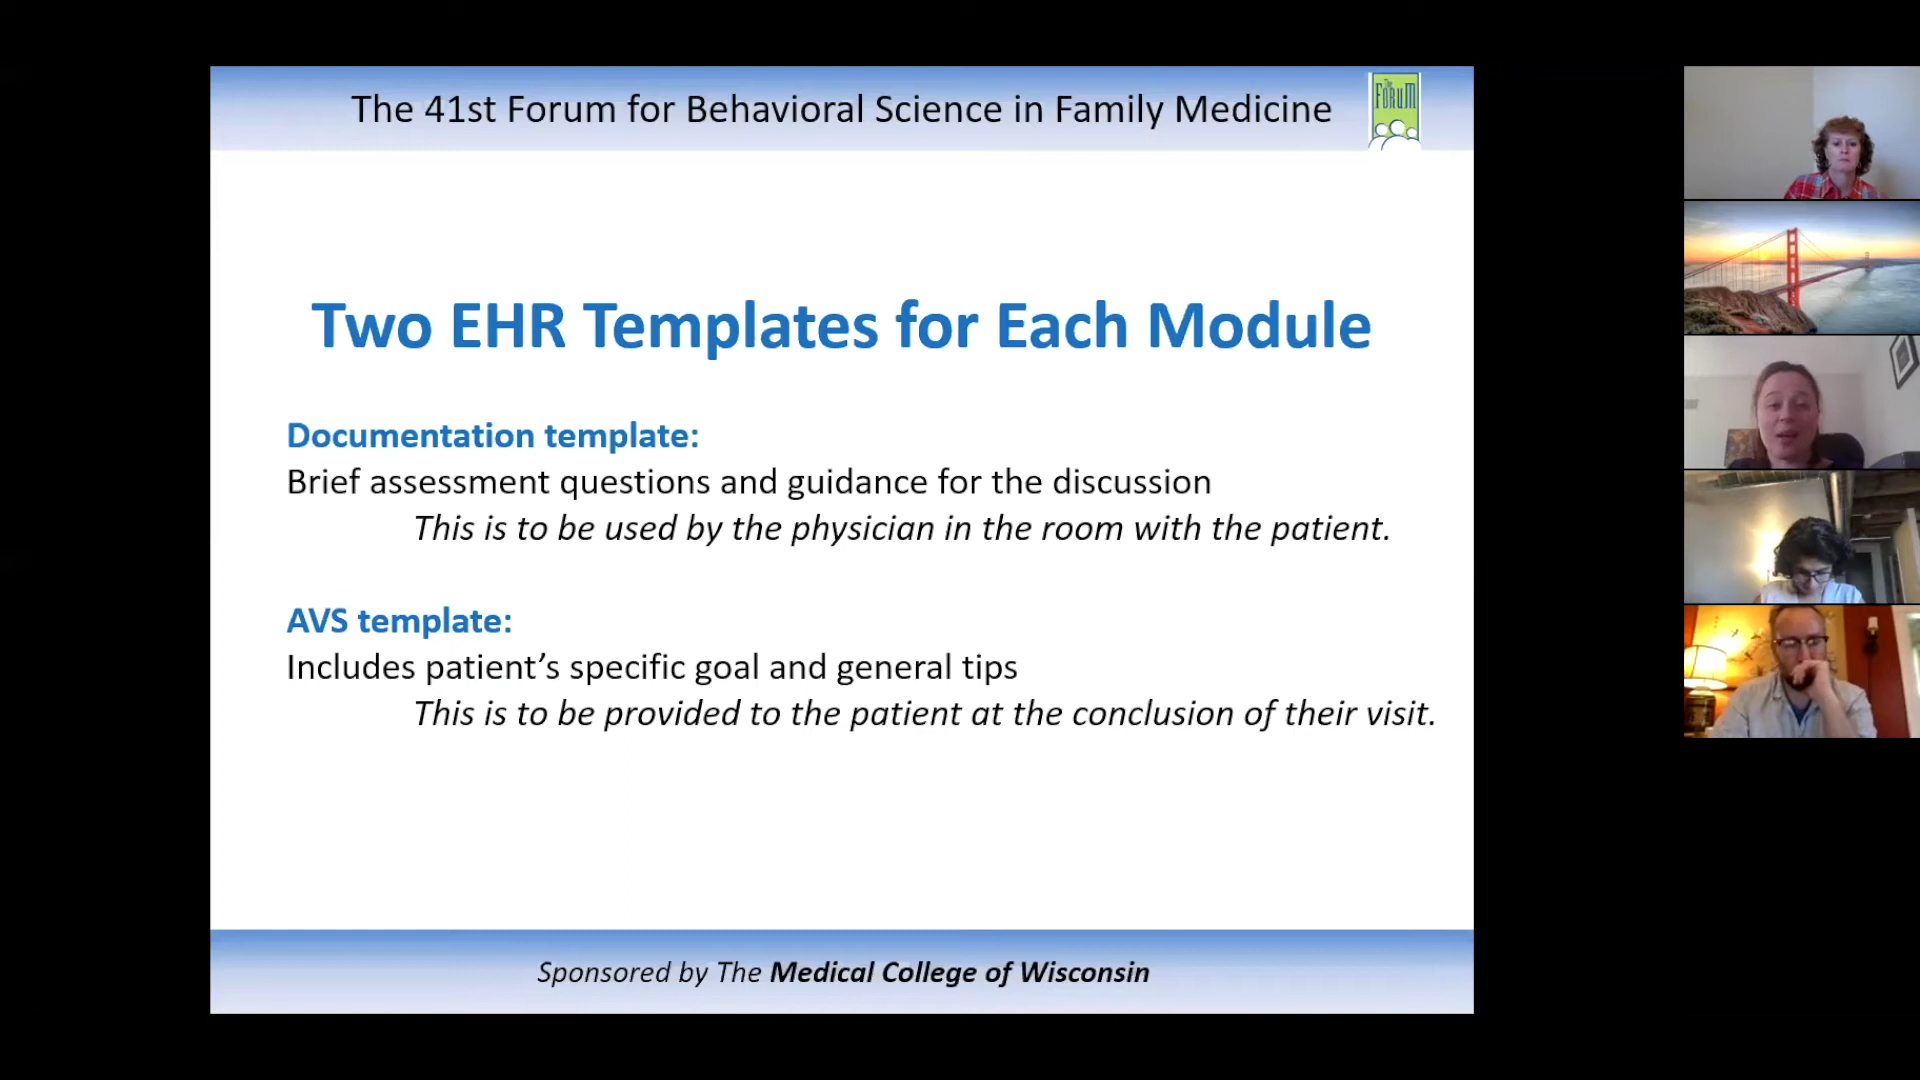 The 41st Forum for Behavioral Science in Family Medicine
The
FORUM
Two EHR Templates for Each Module
Documentation template:
Brief assessment questions and guidance for the discussion
This is to be used by the physician in the room with the patient.
AVS template:
Includes patient’s specific goal and general tips
This is to be provided to the patient at the conclusion of their visit.
Sponsored by The Medical College of Wisconsin